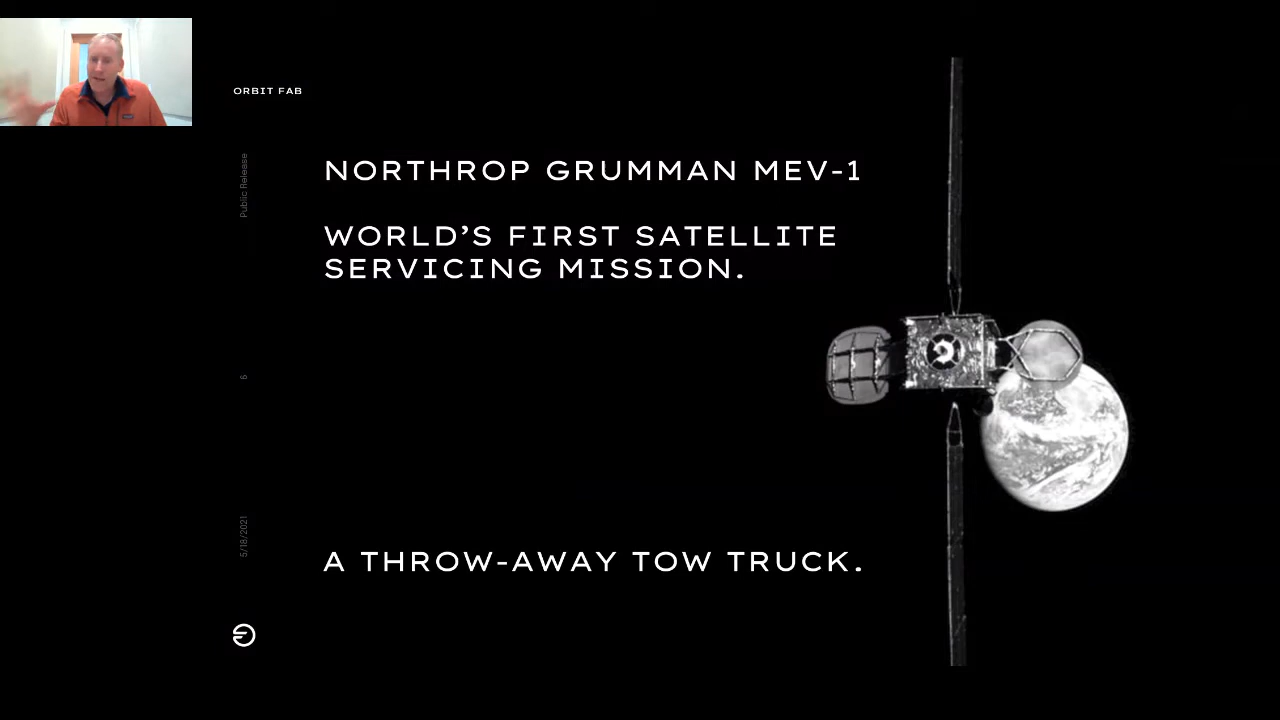 ORBIT FAB
Public Release
NORTHROP GRUMMAN MEV-1
WORLD'S FIRST SATELLITE
SERVICING MISSION.
6
5/18/2021
A THROW-AWAY TOW TRUCK.